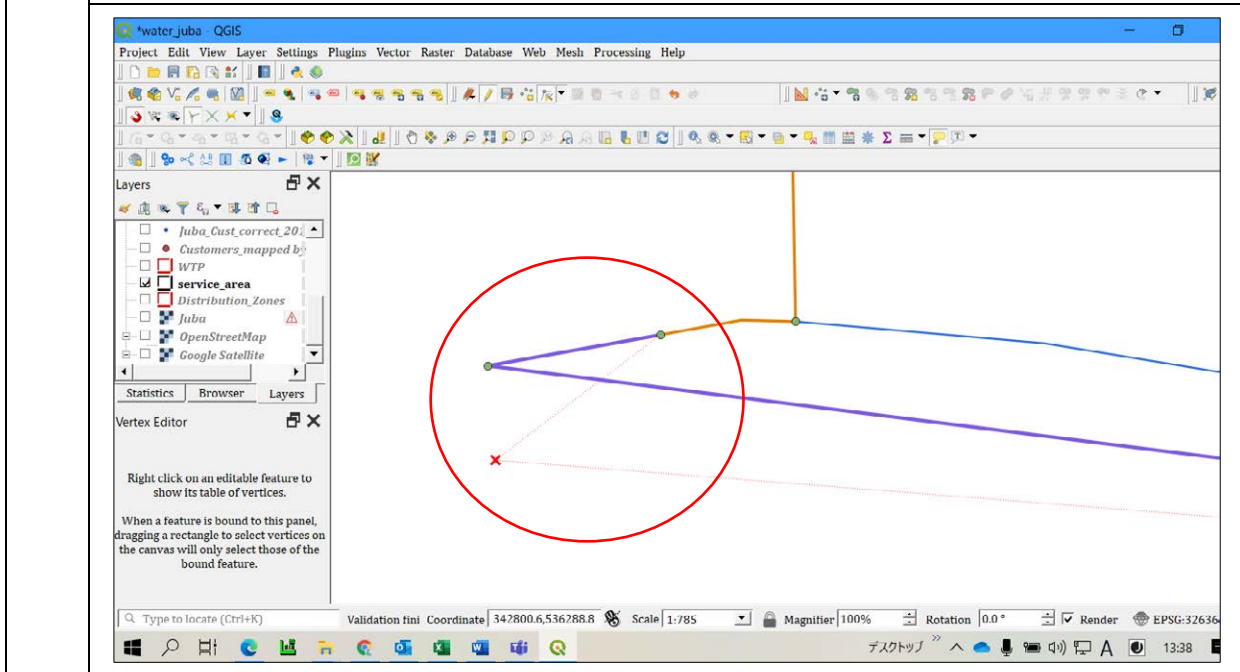 *water_juba - QGIS
Project Edit View Layer Settings Plugins Vector Raster Database Web Mesh Processing Help
Layers
Juba_Cust_correct_201
Customers_mapped by
WTP
service_area
Distribution_Zones
Juba
OpenStreetMap
Google Satellite
Statistics Browser Layers
Vertex Editor
Right click on an editable feature to
show its table of vertices.
When a feature is bound to this panel,
dragging a rectangle to select vertices on
the canvas will only select those of the
bound feature.
Type to locate (Ctrl+K) Validation fini Coordinate 342800.6,536288.8 Scale 1:785 Magnifier 100% Rotation 0.0 ° Render EPSG:32636
デスクトップ A 13:38